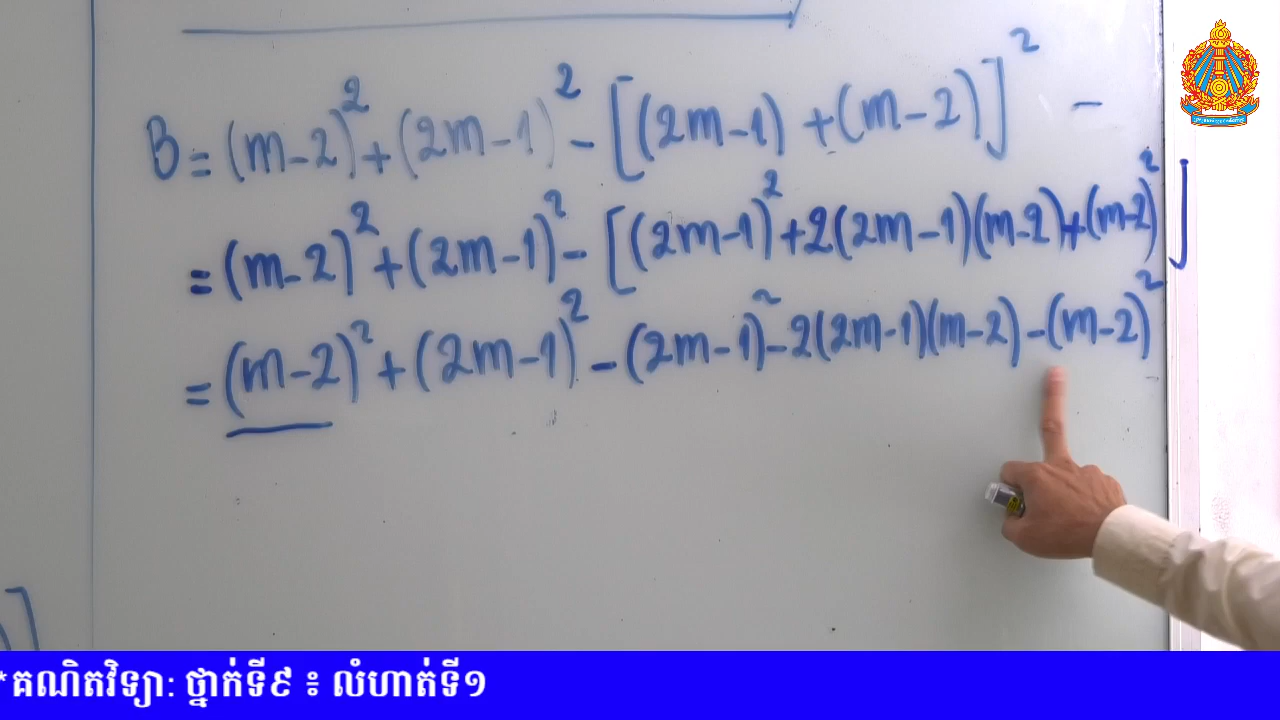 B = (m-2)² + (2m-1)² - [(2m-1) + (m-2)]² -
= (m-2)² + (2m-1)² - [(2m-1)² + 2(2m-1)(m-2) + (m-2)²]
= (m-2)² + (2m-1)² - (2m-1)² - 2(2m-1)(m-2) - (m-2)²
]
*គណិតវិទ្យា: ថ្នាក់ទី៩ ៖ លំហាត់ទី១